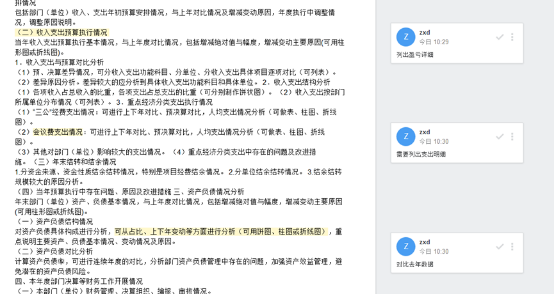 排情况
包括部门（单位）收入、支出年初预算安排情况，与上年对比情况及增减变动原因，年度执行中调整情
况，调整原因说明。
（二）收入支出预算执行情况
当年收入支出预算执行基本情况，与上年度对比情况，包括增减绝对值与幅度，增减变动主要原因(可用柱
形图或折线图)。
1．收入支出与预算对比分析
（1）预、决算差异情况，可分收入支出功能科目、分单位、分收入支出具体项目逐项对比（可列表）。
（2）差异原因分析。差异较大的应分析到具体收入支出功能科目和具体单位。2．收入支出结构分析
（1）各项收入占总收入的比重，各项支出占总支出的比重（可分别制作饼状图）。（2）收入支出按部门
所属单位分布情况（可列表）。3．重点经济分类支出执行情况
（1）“三公”经费支出情况：可进行上下年对比、预决算对比，人均支出情况分析（可做表、柱图、折线
图）。
（2）会议费支出情况：可进行上下年对比、预决算对比，人均支出情况分析（可做表、柱图、折线
图）。
（3）其他对部门（单位）影响较大的支出情况。（4）重点经济分类支出中存在的问题及改进措
施。（三）年末结转和结余情况
1.分资金来源、资金性质结余结转情况，特别是项目经费结余情况。2.分单位结余结转情况。3.结余结转
规模较大的原因分析。
（四）当年预算执行中存在问题、原因及改进措施 三、资产负债情况分析
年末部门（单位）资产、负债基本情况，与上年度对比情况，包括增减绝对值与幅度，增减变动主要原因
(可用柱形图或折线图)。
（一）资产负债结构情况
对资产负债具体构成进行分析，可从占比、上下年变动等方面进行分析（可用饼图、柱图或折线图），重
点说明主要资产、负债基本情况、变动情况及原因。
（二）资产负债对比分析
计算资产负债率，可进行连续年度的对比，分析部门资产负债管理中存在的问题，加强资产效益管理，避
免潜在的资产负债风险。
四、本年度部门决算等财务工作开展情况
（一）本部门（单位）财务管理、决算组织、编报、审核情况。
Z
zxd
今日 10:25
列出盈亏详细
Z
zxd
今日 10:30
需要列出支出明细
Z
zxd
今日 10:30
对比去年数据